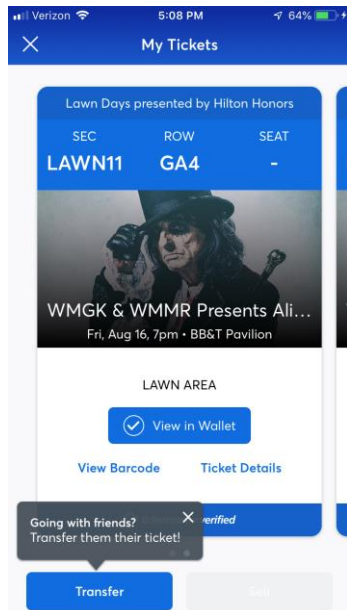 Verizon 5:08 PM 64%
My Tickets
Lawn Days presented by Hilton Honors
SEC ROW SEAT
LAWN11 GA4 -
WMGK & WMMR Presents Ali...
Fri, Aug 16, 7pm • BB&T Pavilion
LAWN AREA
View in Wallet
View Barcode Ticket Details
Going with friends?
Transfer them their ticket!
verified
Transfer Sell